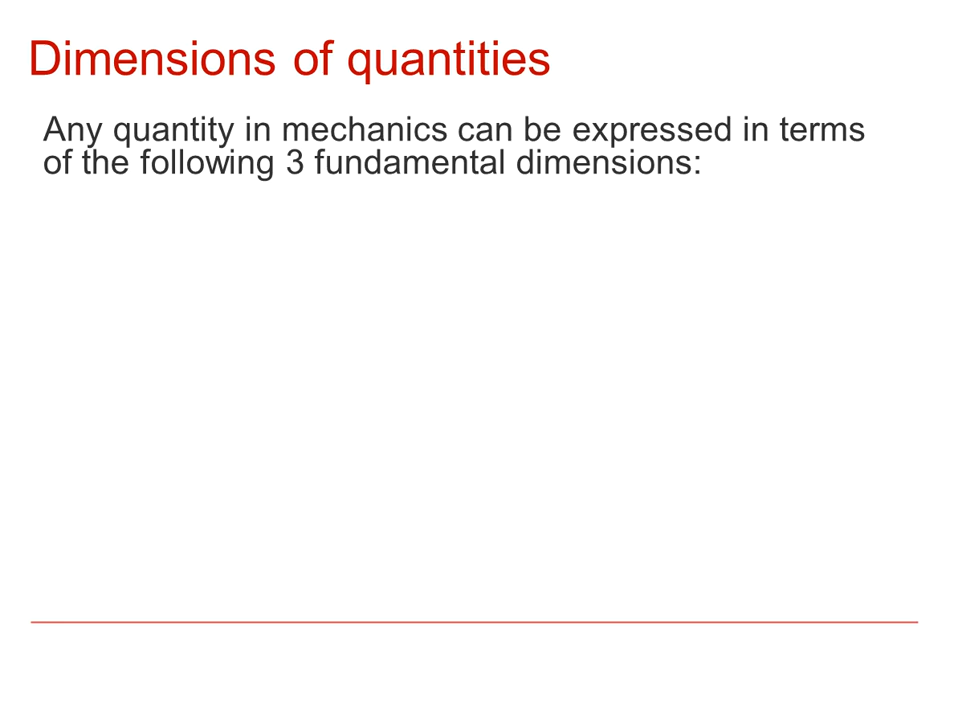 Dimensions of quantities
Any quantity in mechanics can be expressed in terms
of the following 3 fundamental dimensions: